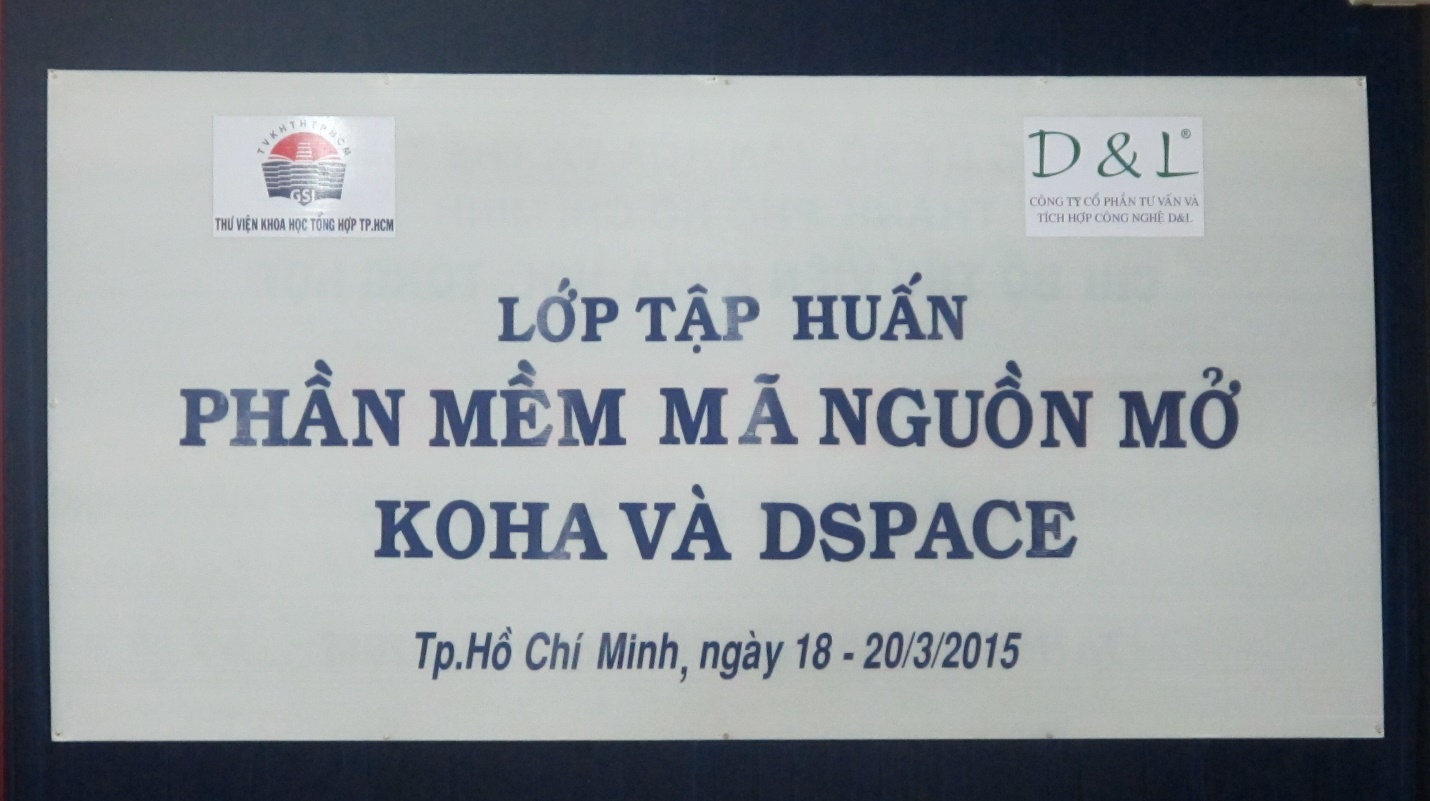 TVKHTHTPHCM
GSL
THƯ VIỆN KHOA HỌC TỔNG HỢP TP.HCM
D & L®
CÔNG TY CỔ PHẦN TƯ VẤN VÀ
TÍCH HỢP CÔNG NGHỆ D&L
LỚP TẬP HUẤN
PHẦN MỀM MÃ NGUỒN MỞ
KOHA VÀ DSPACE
Tp.Hồ Chí Minh, ngày 18 - 20/3/2015